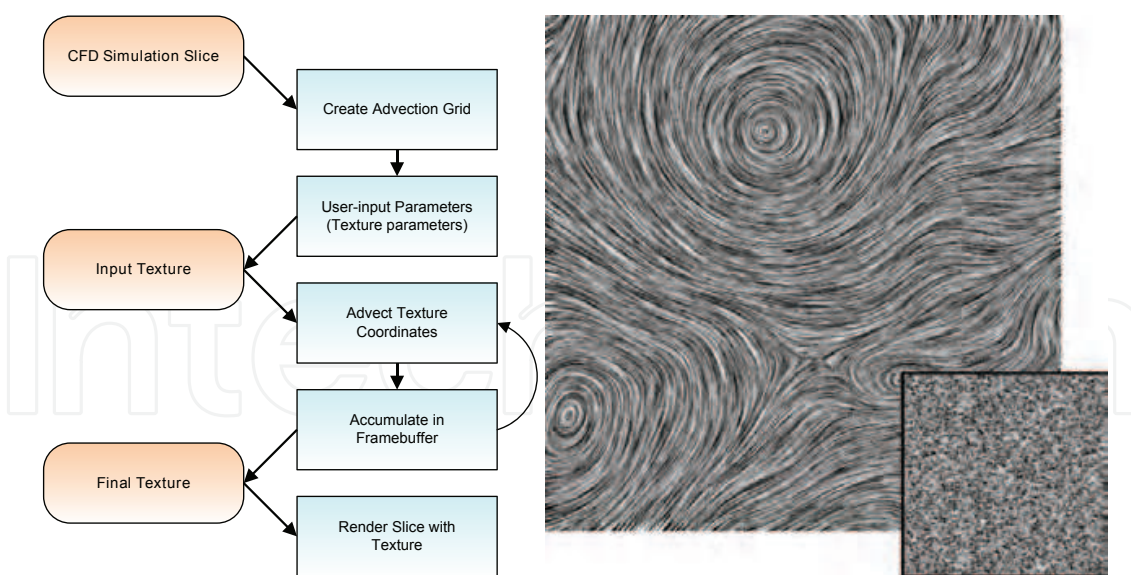 CFD Simulation Slice
Create Advection Grid
User-input Parameters
(Texture parameters)
Input Texture
Advect Texture
Coordinates
Accumulate in
Framebuffer
Final Texture
Render Slice with
Texture